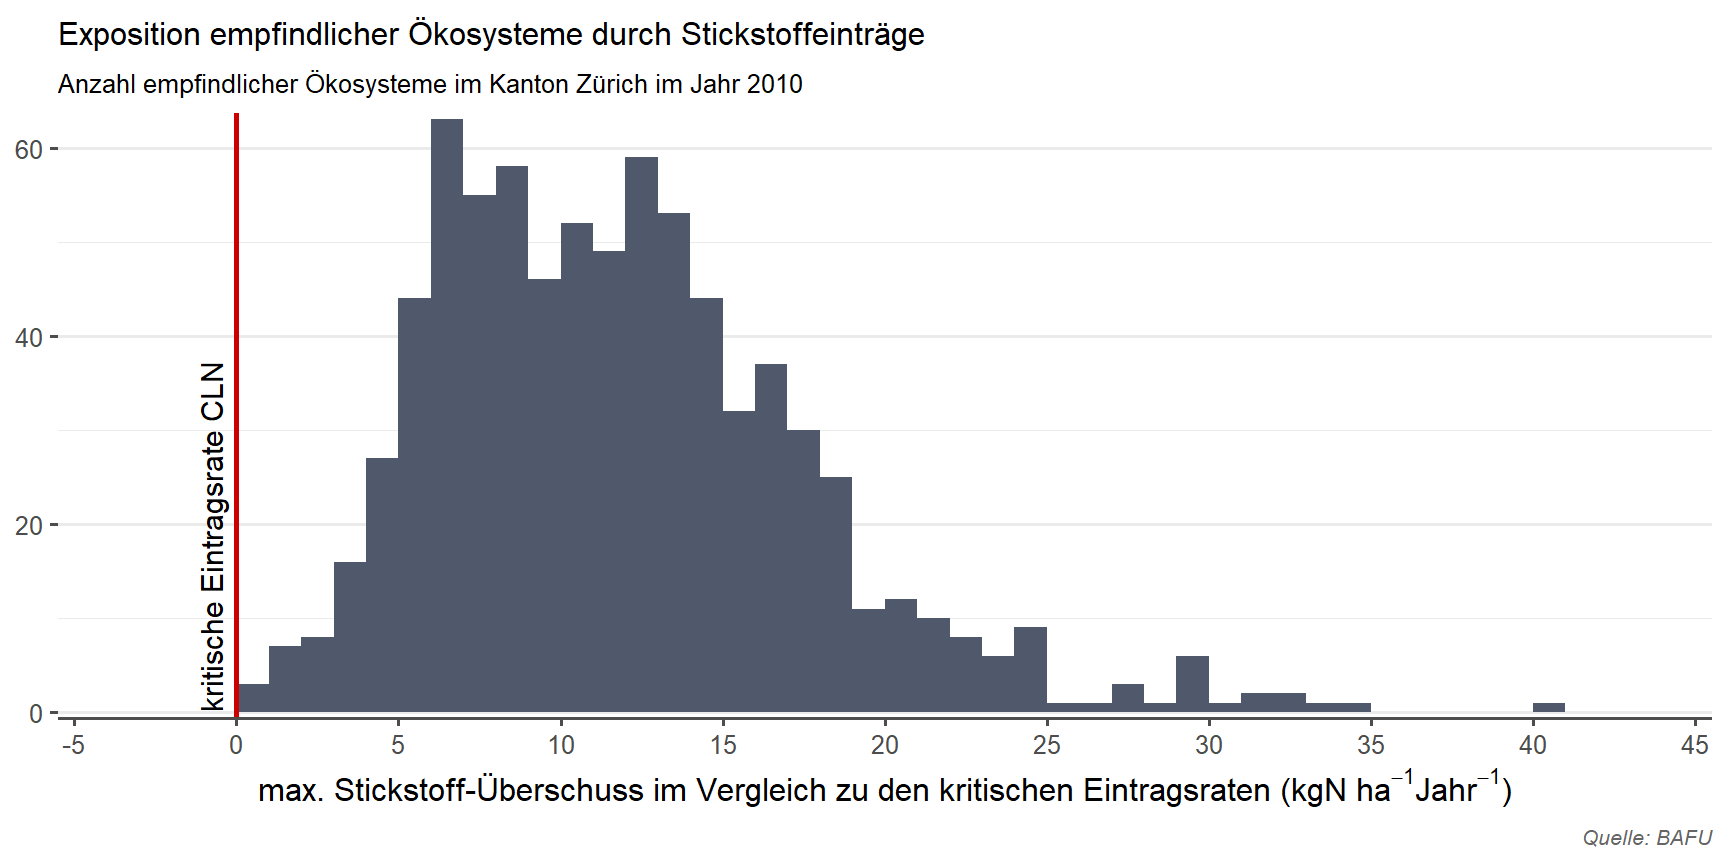 Exposition empfindlicher Ökosysteme durch Stickstoffeinträge
Anzahl empfindlicher Ökosysteme im Kanton Zürich im Jahr 2010
60
40
20
0
kritische Eintragsrate CLN
-5 0 5 10 15 20 25 30 35 40 45
max. Stickstoff-Überschuss im Vergleich zu den kritischen Eintragsraten (kgN ha⁻¹Jahr⁻¹)
Quelle: BAFU